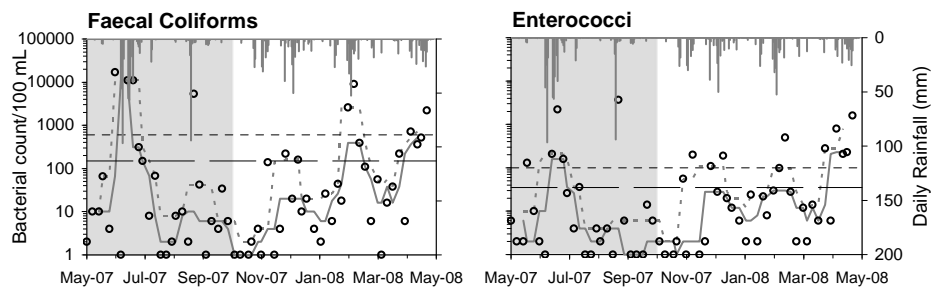 Faecal Coliforms
Enterococci
Bacterial count/100 mL
100000
10000
1000
100
10
1
0
50
100
150
200
Daily Rainfall (mm)
May-07 Jul-07 Sep-07 Nov-07 Jan-08 Mar-08 May-08
May-07 Jul-07 Sep-07 Nov-07 Jan-08 Mar-08 May-08